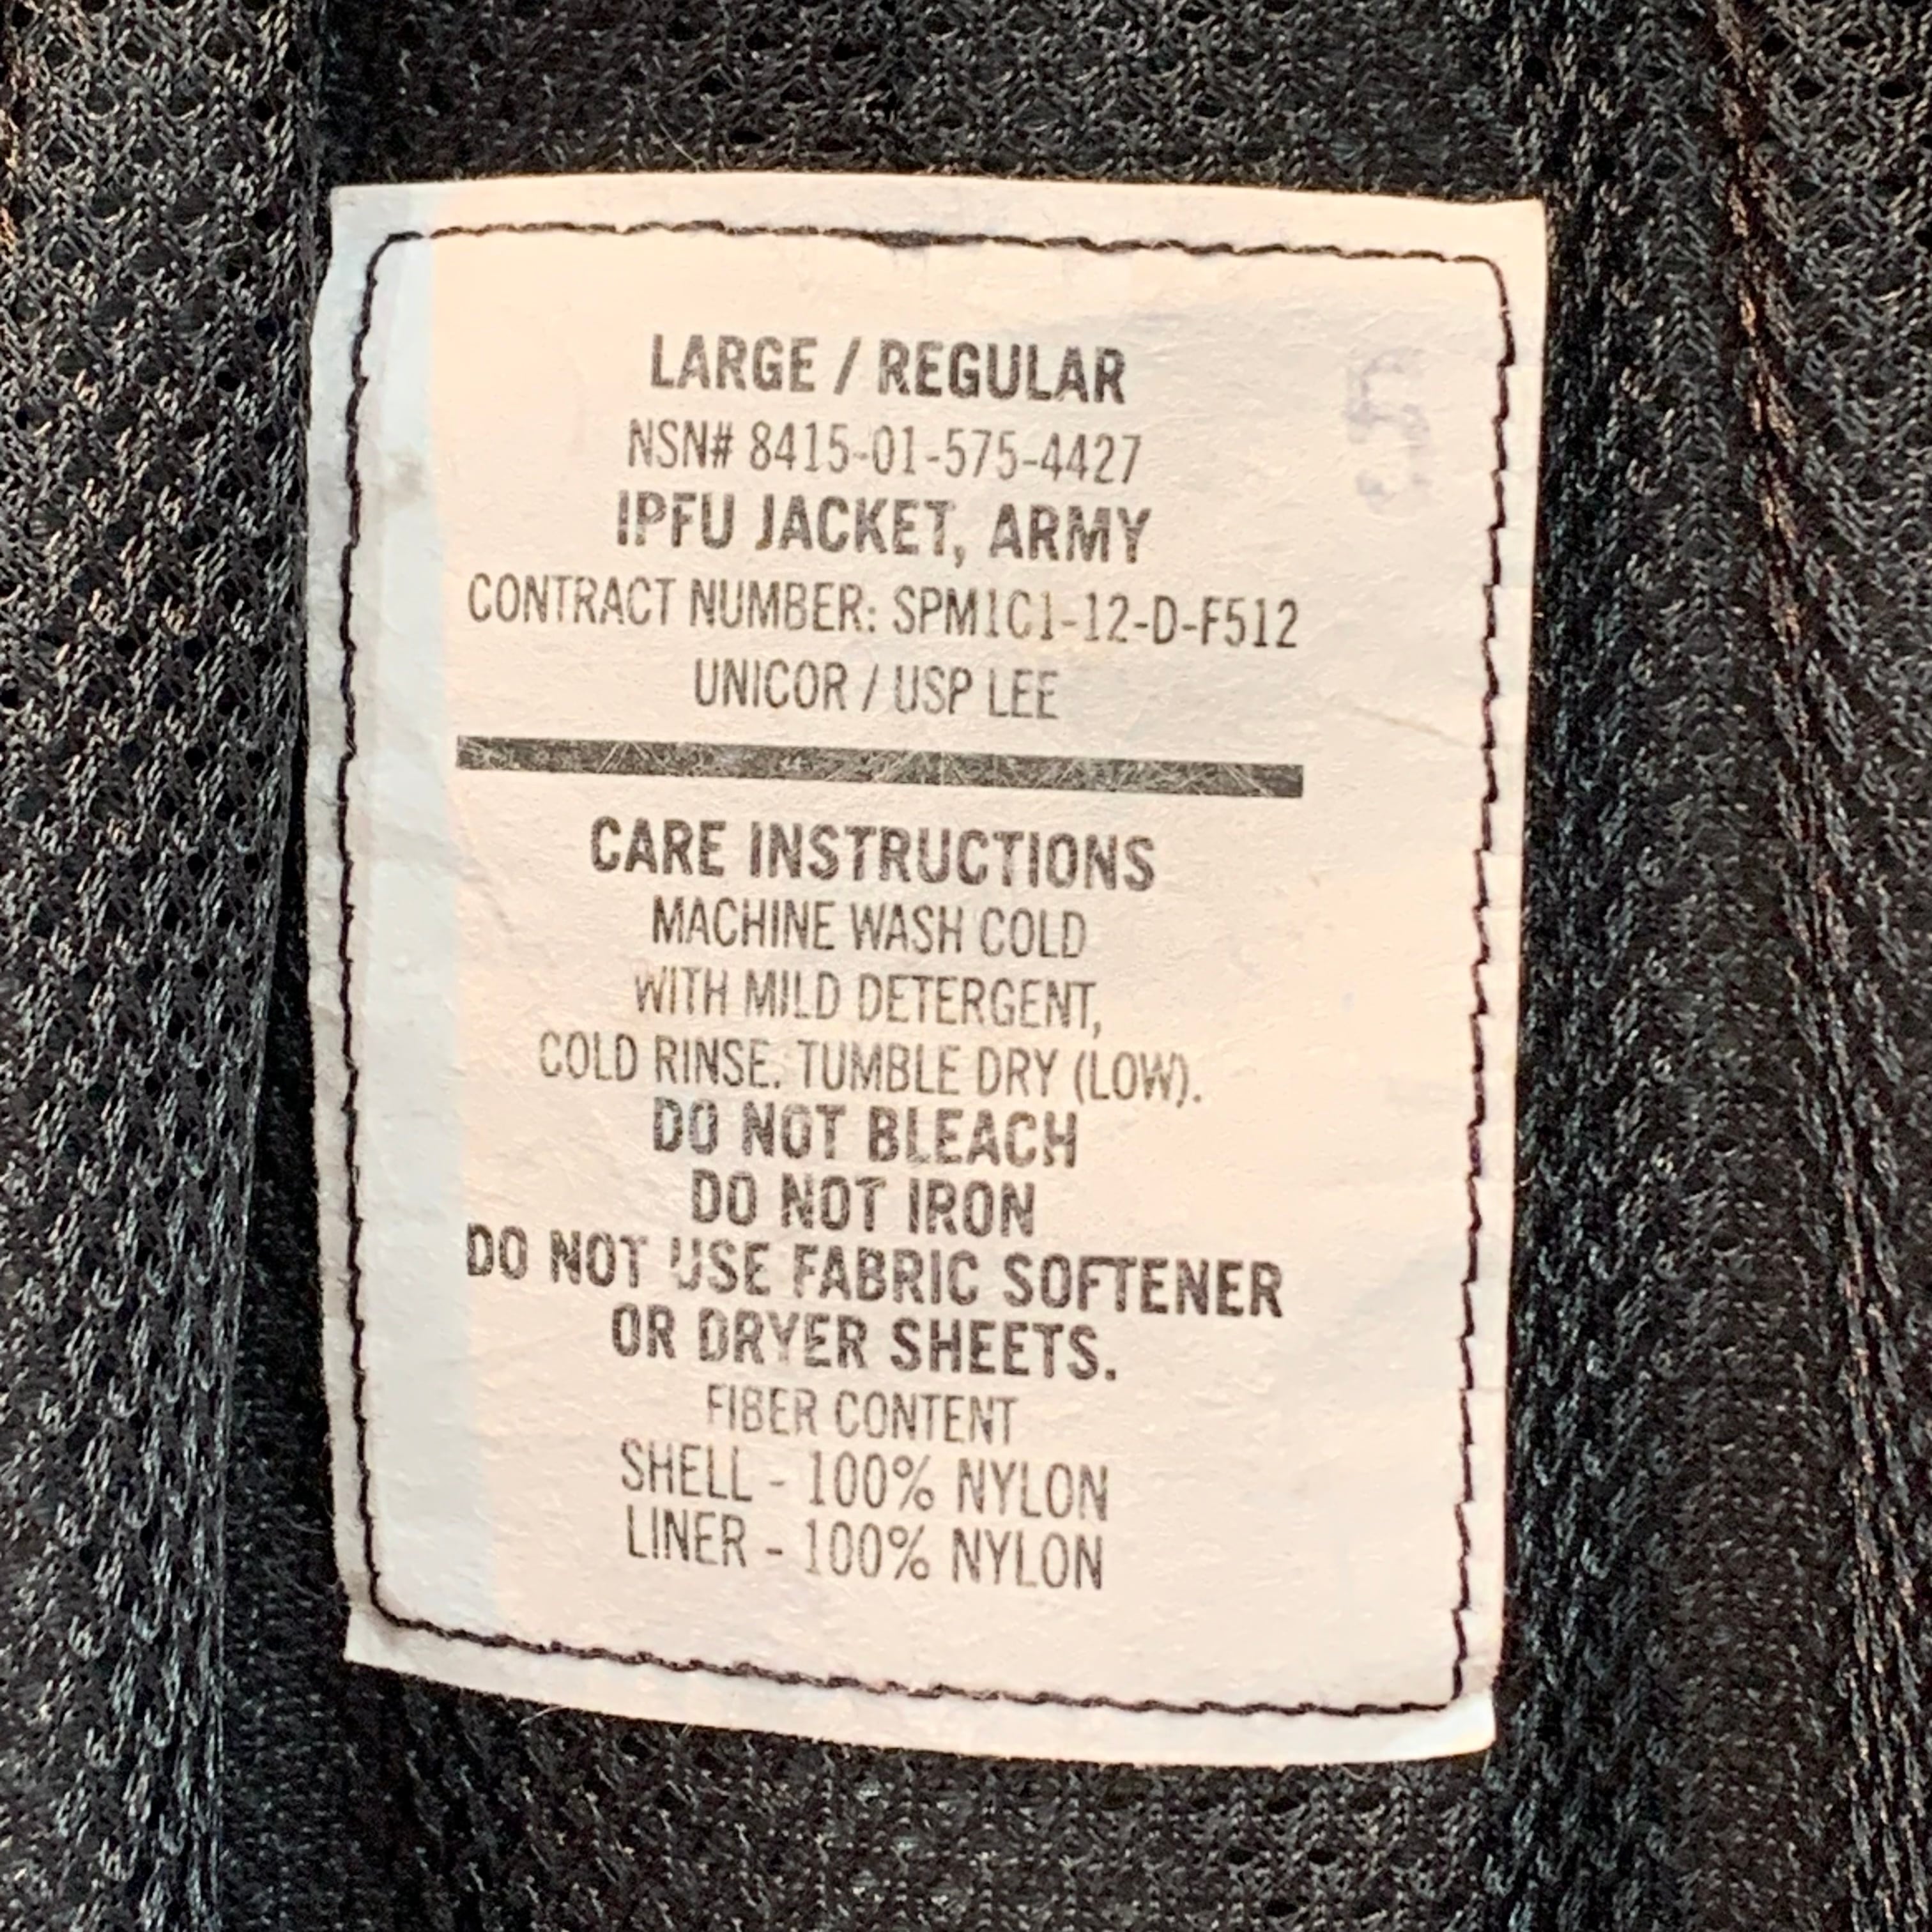 LARGE / REGULAR
5
NSN# 8415-01-575-4427
IPFU JACKET, ARMY
CONTRACT NUMBER: SPM1C1-12-D-F512
UNICOR / USP LEE
CARE INSTRUCTIONS
MACHINE WASH COLD
WITH MILD DETERGENT,
COLD RINSE. TUMBLE DRY (LOW).
DO NOT BLEACH
DO NOT IRON
DO NOT USE FABRIC SOFTENER
OR DRYER SHEETS.
FIBER CONTENT
SHELL - 100% NYLON
LINER - 100% NYLON